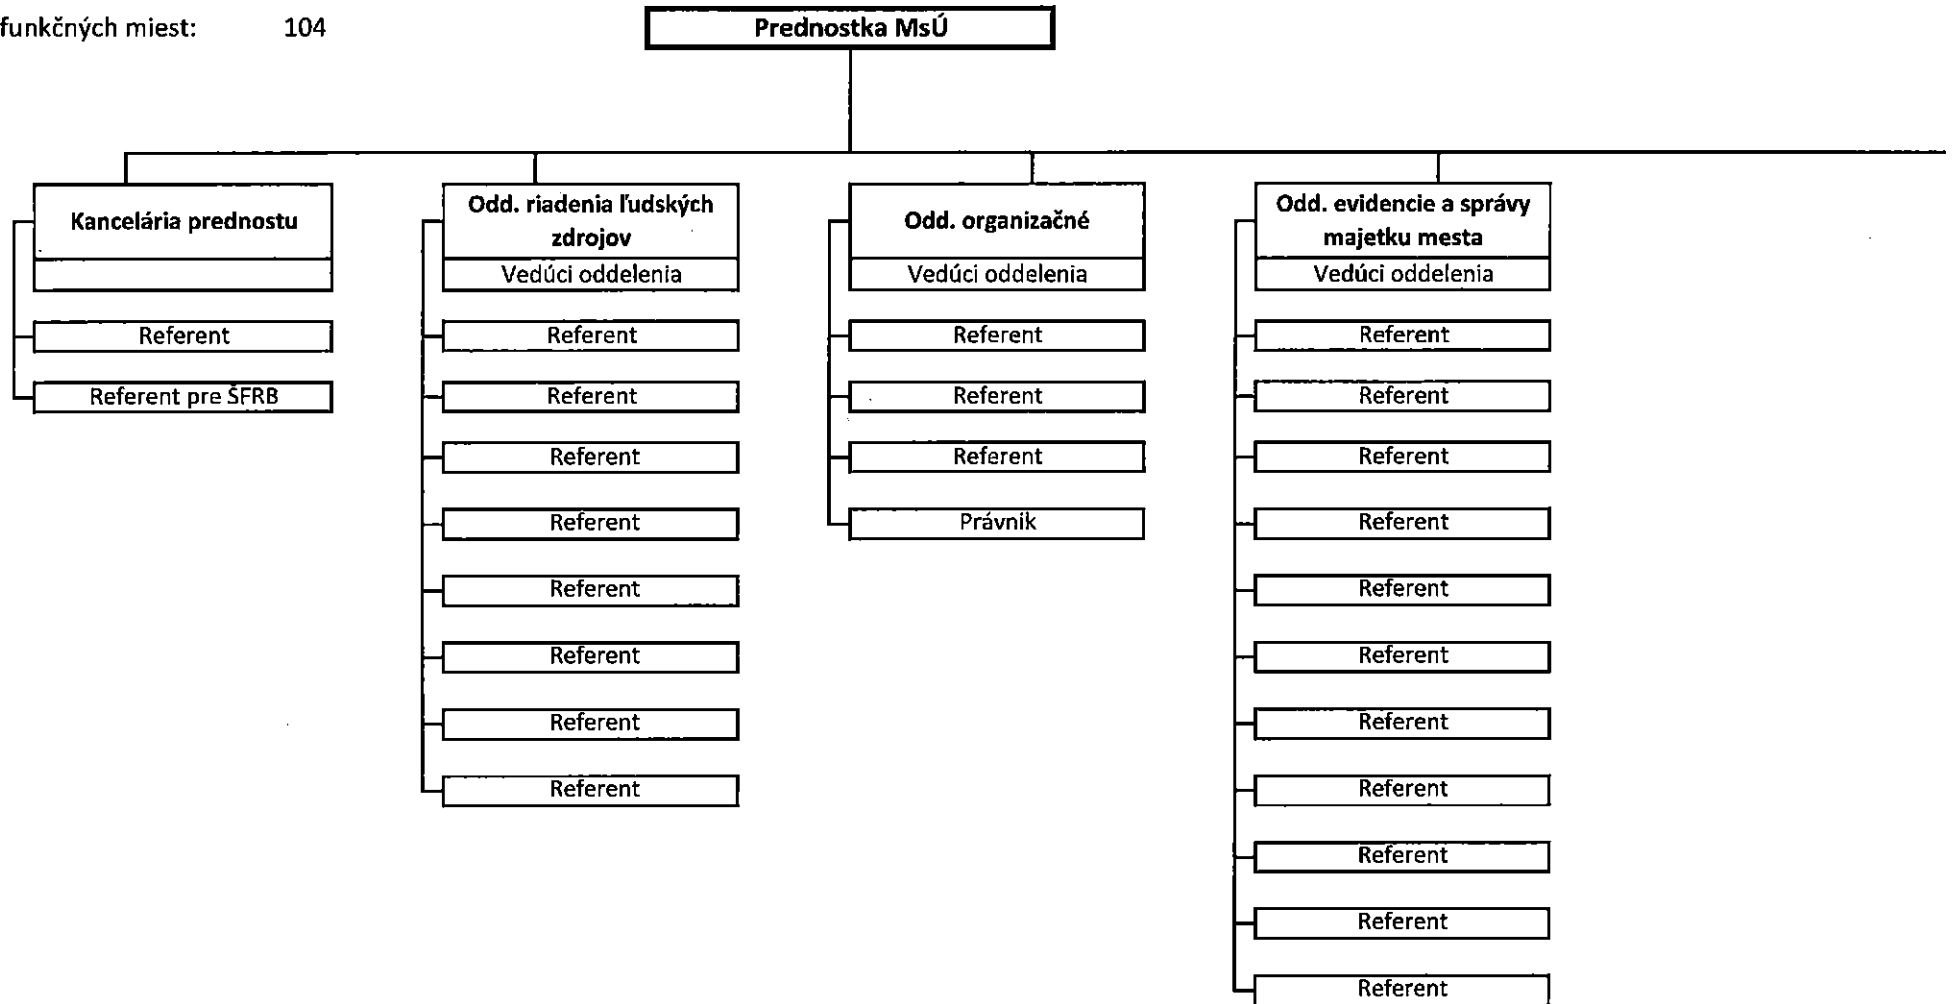 funkčných miest: 104
Prednostka MsÚ
Kancelária prednostu
Referent
Referent pre ŠFRB
Odd. riadenia ľudských
zdrojov
Vedúci oddelenia
Referent
Referent
Referent
Referent
Referent
Referent
Referent
Referent
Odd. organizačné
Vedúci oddelenia
Referent
Referent
Referent
Právnik
Odd. evidencie a správy
majetku mesta
Vedúci oddelenia
Referent
Referent
Referent
Referent
Referent
Referent
Referent
Referent
Referent
Referent
Referent